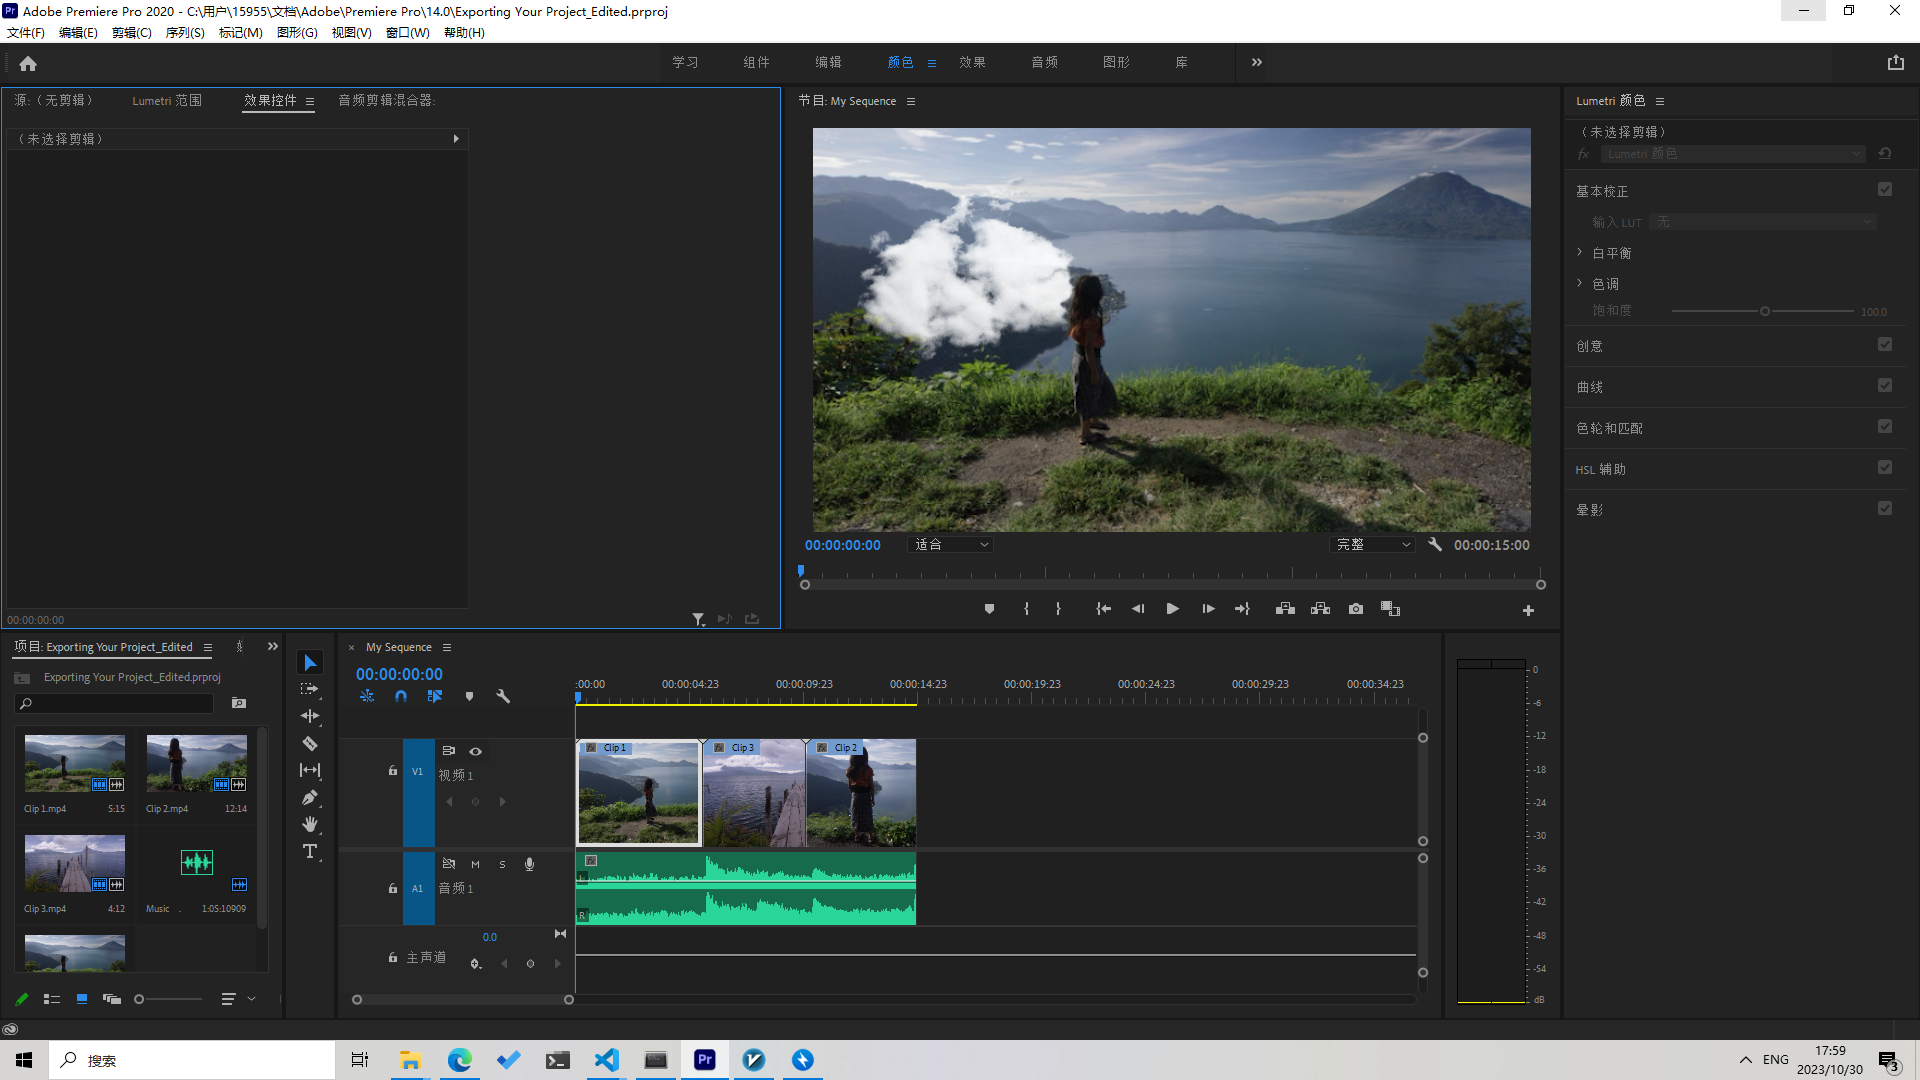 Adobe Premiere Pro 2020 - C:\用户\15955\文档\Adobe\Premiere Pro\14.0\Exporting Your Project_Edited.prproj
文件(F) 编辑(E) 剪辑(C) 序列(S) 标记(M) 图形(G) 视图(V) 窗口(W) 帮助(H)
学习 组件 编辑 颜色 效果 音频 图形 库
源:（无剪辑） Lumetri 范围 效果控件 音频剪辑混合器:
（未选择剪辑）
00:00:00:00
节目: My Sequence
00:00:00:00 适合 完整 00:00:15:00
Lumetri 颜色
（未选择剪辑）
fx Lumetri 颜色
基本校正
输入 LUT 无
白平衡
色调
饱和度 100.0
创意
曲线
色轮和匹配
HSL 辅助
晕影
项目: Exporting Your Project_Edited
Exporting Your Project_Edited.prproj
Clip 1.mp4 5:15
Clip 2.mp4 12:14
Clip 3.mp4 4:12
Music . 1:05:10909
My Sequence
00:00:00:00
:00:00 00:00:04:23 00:00:09:23 00:00:14:23 00:00:19:23 00:00:24:23 00:00:29:23 00:00:34:23
V1 视频 1
fx Clip 1 fx Clip 3 fx Clip 2
M S
A1 音频 1
fx
R
0.0
主声道
0
-6
-12
-18
-24
-30
-36
-42
-48
-54
dB
Pr
搜索
ENG
17:59
2023/10/30
3